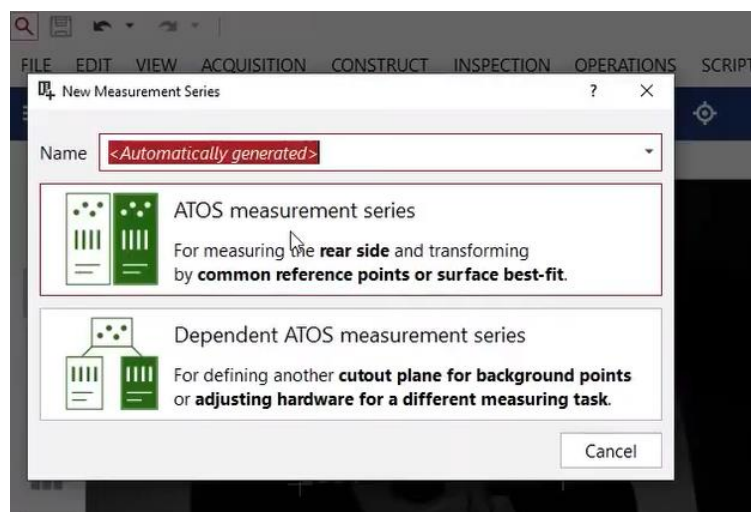 FILE EDIT VIEW ACQUISITION CONSTRUCT INSPECTION OPERATIONS SCRIPT
New Measurement Series ?
Name <Automatically generated>
ATOS measurement series
For measuring the rear side and transforming
by common reference points or surface best-fit.
Dependent ATOS measurement series
For defining another cutout plane for background points
or adjusting hardware for a different measuring task.
Cancel